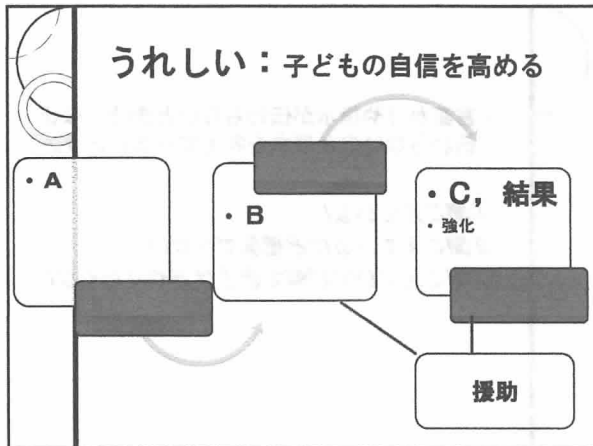 うれしい：子どもの自信を高める
・A
・B
・C，結果
・強化
援助